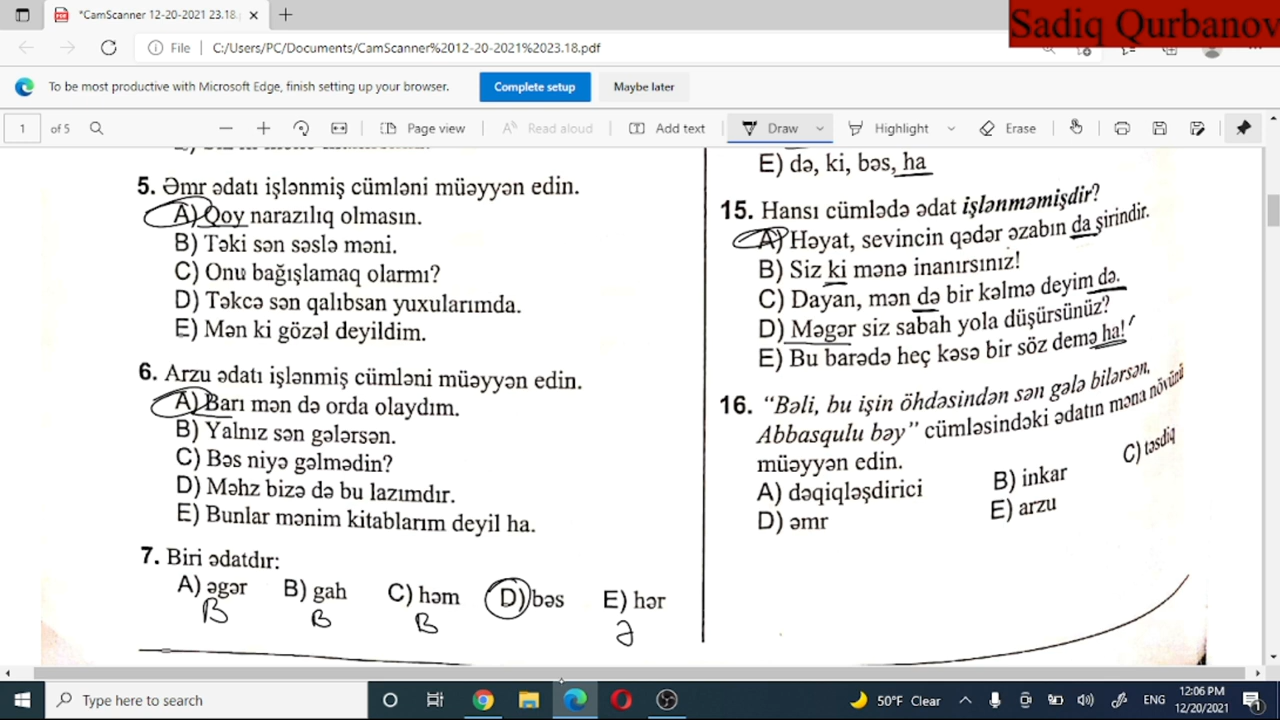 *CamScanner 12-20-2021 23.18.
Sadiq Qurbanov
File
C:/Users/PC/Documents/CamScanner%2012-20-2021%2023.18.pdf
To be most productive with Microsoft Edge, finish setting up your browser.
Complete setup
Maybe later
1 of 5
Page view
Read aloud
Add text
Draw
Highlight
Erase
5. Əmr ədatı işlənmiş cümləni müəyyən edin.
A) Qoy narazılıq olmasın.
B) Təki sən səslə məni.
C) Onu bağışlamaq olarmı?
D) Təkcə sən qalıbsan yuxularımda.
E) Mən ki gözəl deyildim.
6. Arzu ədatı işlənmiş cümləni müəyyən edin.
A) Barı mən də orda olaydım.
B) Yalnız sən gələrsən.
C) Bəs niyə gəlmədin?
D) Məhz bizə də bu lazımdır.
E) Bunlar mənim kitablarım deyil ha.
7. Biri ədatdır:
A) əgər B) gah C) həm D) bəs E) hər
B B B Ə
E) də, ki, bəs, ha
15. Hansı cümlədə ədat işlənməmişdir?
A) Həyat, sevincin qədər əzabın da şirindir.
B) Siz ki mənə inanırsınız!
C) Dayan, mən də bir kəlmə deyim də.
D) Məgər siz sabah yola düşürsünüz?
E) Bu barədə heç kəsə bir söz demə ha!
16. “Bəli, bu işin öhdəsindən sən gələ bilərsən,
Abbasqulu bəy” cümləsindəki ədatın məna növünü
müəyyən edin.
A) dəqiqləşdirici B) inkar C) təsdiq
D) əmr E) arzu
Type here to search
50°F Clear
ENG
12:06 PM
12/20/2021